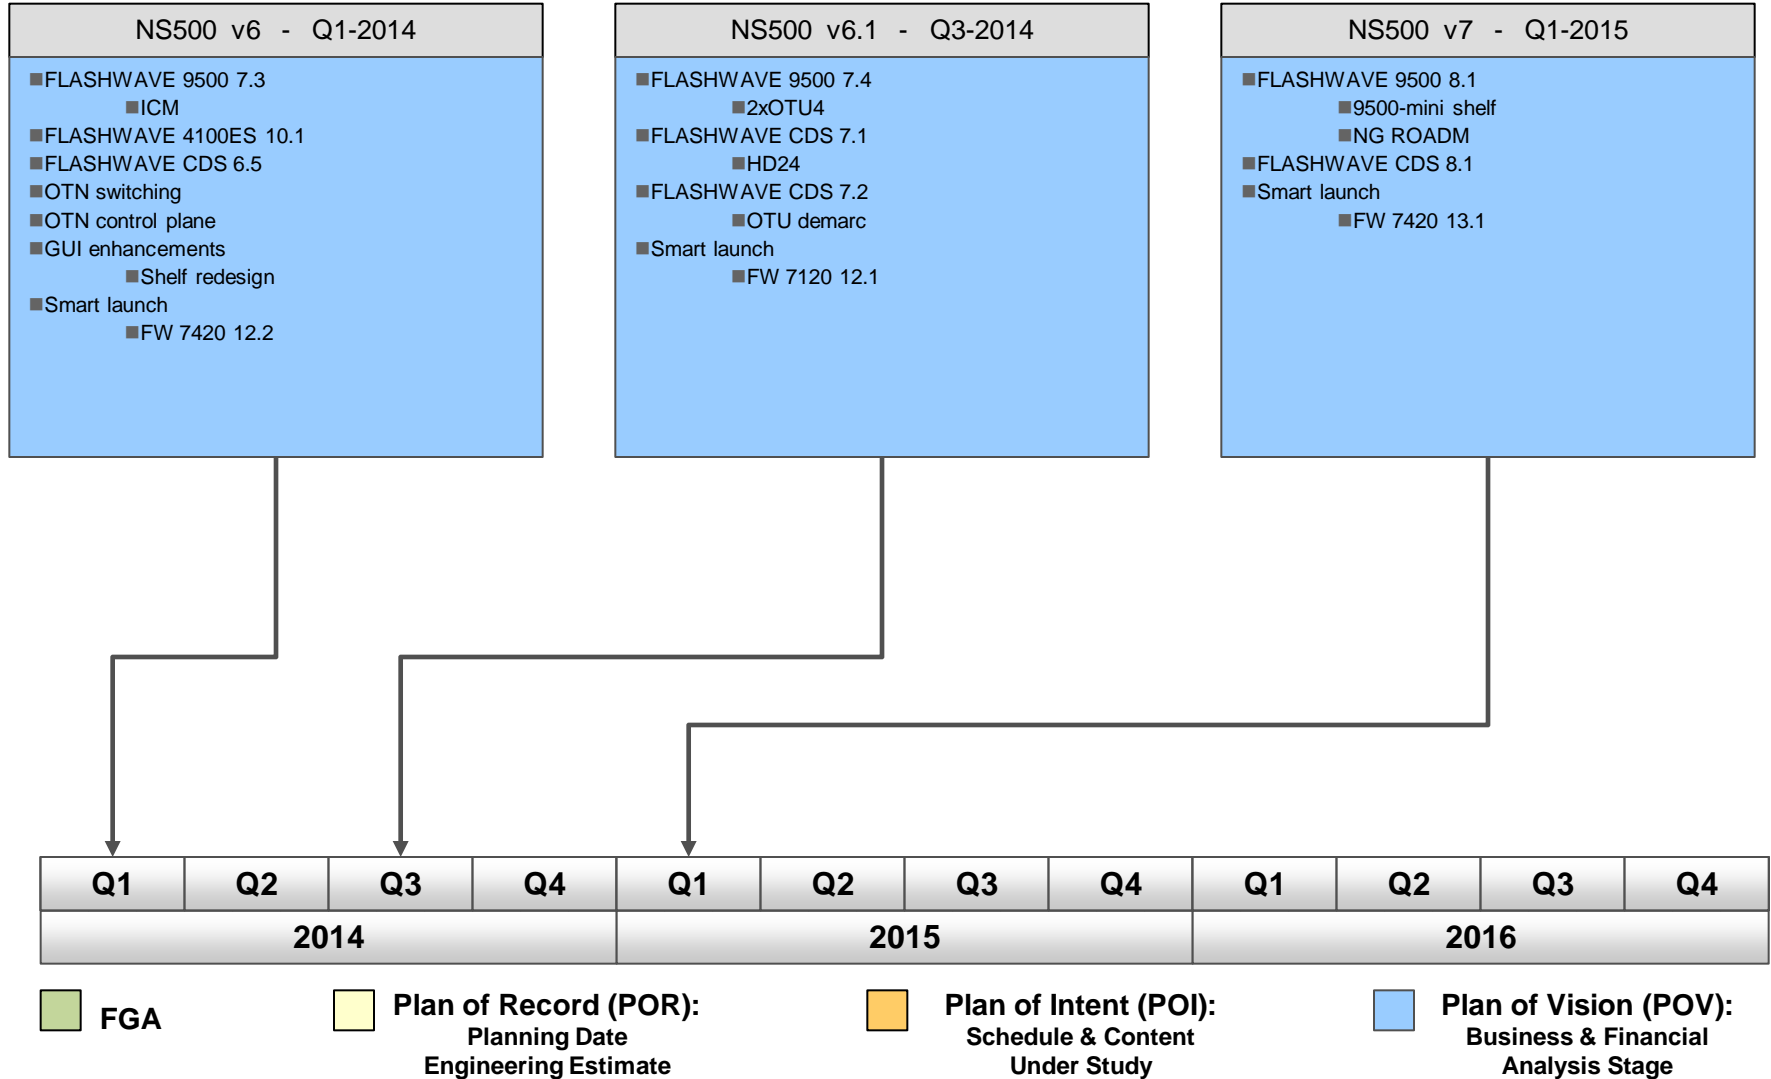 NS500 v6 - Q1-2014
FLASHWAVE 9500 7.3
ICM
FLASHWAVE 4100ES 10.1
FLASHWAVE CDS 6.5
OTN switching
OTN control plane
GUI enhancements
Shelf redesign
Smart launch
FW 7420 12.2
NS500 v6.1 - Q3-2014
FLASHWAVE 9500 7.4
2xOTU4
FLASHWAVE CDS 7.1
HD24
FLASHWAVE CDS 7.2
OTU demarc
Smart launch
FW 7120 12.1
NS500 v7 - Q1-2015
FLASHWAVE 9500 8.1
9500-mini shelf
NG ROADM
FLASHWAVE CDS 8.1
Smart launch
FW 7420 13.1
Q1 Q2 Q3 Q4 Q1 Q2 Q3 Q4 Q1 Q2 Q3 Q4
2014 2015 2016
FGA
Plan of Record (POR):
Planning Date
Engineering Estimate
Plan of Intent (POI):
Schedule & Content
Under Study
Plan of Vision (POV):
Business & Financial
Analysis Stage